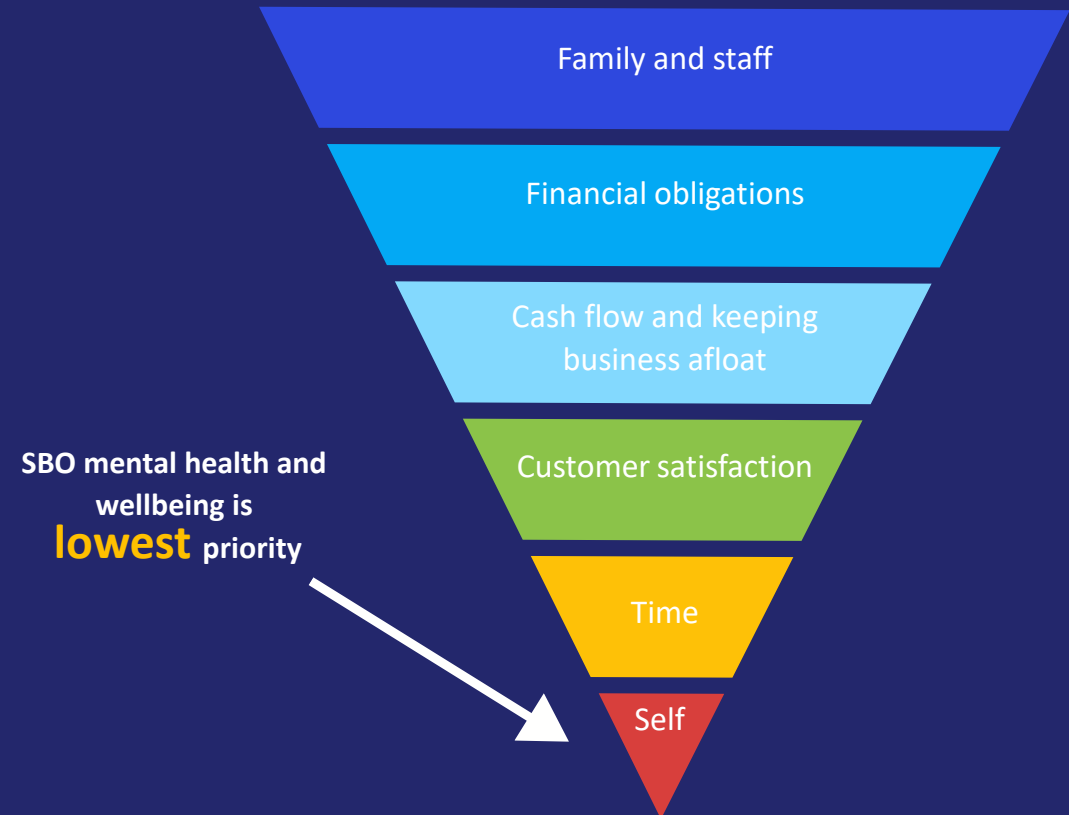 Family and staff
Financial obligations
Cash flow and keeping
business afloat
Customer satisfaction
SBO mental health and
wellbeing is
lowest priority
Time
Self